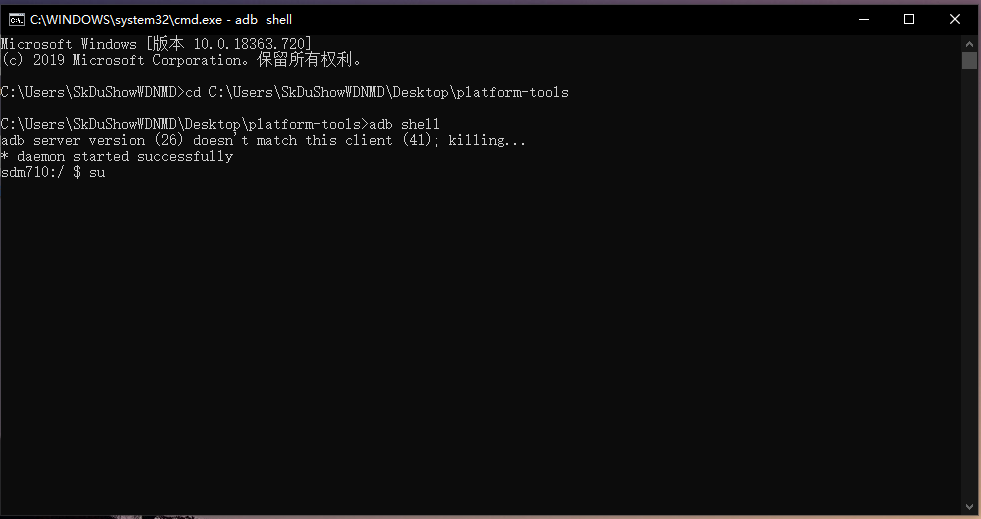 C:\WINDOWS\system32\cmd.exe - adb  shell
Microsoft Windows [版本 10.0.18363.720]
(c) 2019 Microsoft Corporation。保留所有权利。
C:\Users\SkDuShowWDNMD>cd C:\Users\SkDuShowWDNMD\Desktop\platform-tools
C:\Users\SkDuShowWDNMD\Desktop\platform-tools>adb shell
adb server version (26) doesn't match this client (41); killing...
* daemon started successfully
sdm710:/ $ su